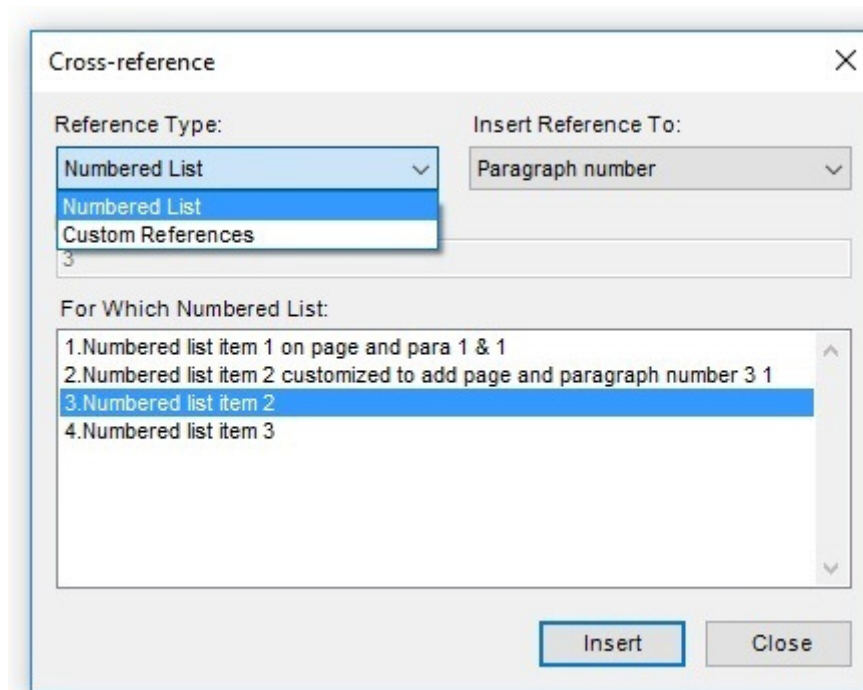 Cross-reference
Reference Type:
Insert Reference To:
Numbered List
Paragraph number
Numbered List
Custom References
3
For Which Numbered List:
1.Numbered list item 1 on page and para 1 & 1
2.Numbered list item 2 customized to add page and paragraph number 3 1
3.Numbered list item 2
4.Numbered list item 3
Insert
Close